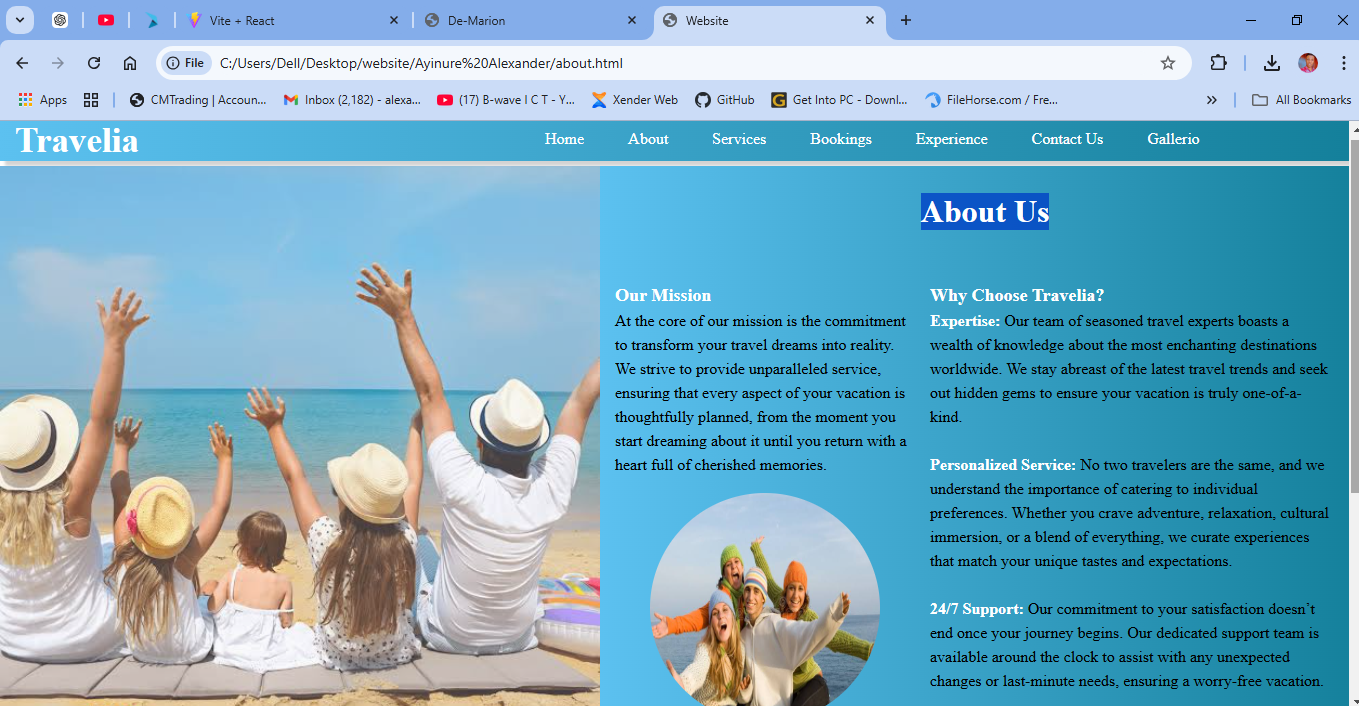 Vite + React
De-Marion
Website
File
C:/Users/Dell/Desktop/website/Ayinure%20Alexander/about.html
Apps
CMTrading | Accoun...
Inbox (2,182) - alexa...
(17) B-wave I C T - Y...
Xender Web
GitHub
Get Into PC - Downl...
FileHorse.com / Fre...
All Bookmarks
Travelia
Home
About
Services
Bookings
Experience
Contact Us
Gallerio
About Us
Our Mission
At the core of our mission is the commitment
to transform your travel dreams into reality.
We strive to provide unparalleled service,
ensuring that every aspect of your vacation is
thoughtfully planned, from the moment you
start dreaming about it until you return with a
heart full of cherished memories.
Why Choose Travelia?
Expertise: Our team of seasoned travel experts boasts a
wealth of knowledge about the most enchanting destinations
worldwide. We stay abreast of the latest travel trends and seek
out hidden gems to ensure your vacation is truly one-of-a-
kind.
Personalized Service: No two travelers are the same, and we
understand the importance of catering to individual
preferences. Whether you crave adventure, relaxation, cultural
immersion, or a blend of everything, we curate experiences
that match your unique tastes and expectations.
24/7 Support: Our commitment to your satisfaction doesn’t
end once your journey begins. Our dedicated support team is
available around the clock to assist with any unexpected
changes or last-minute needs, ensuring a worry-free vacation.